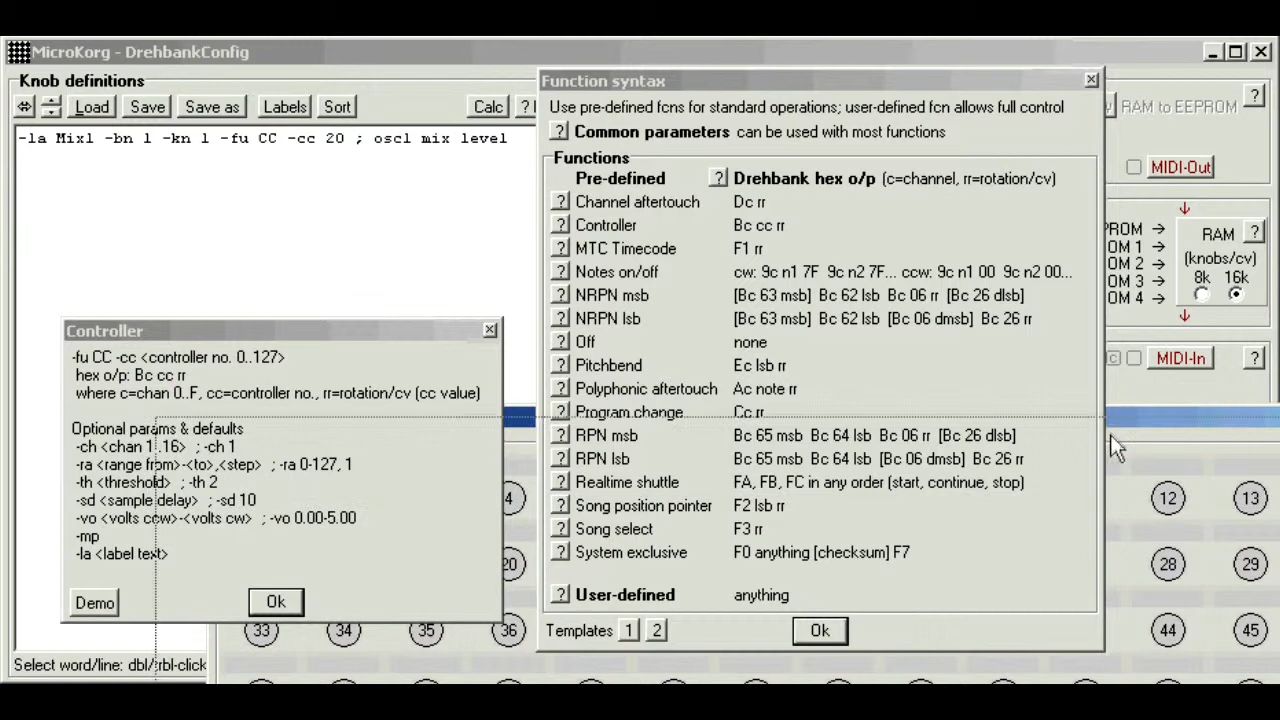 MicroKorg - DrehbankConfig
Knob definitions
Load Save Save as Labels Sort Calc ?
-la Mix1 -bn 1 -kn 1 -fu CC -cc 20 ; osc1 mix level
Function syntax
Use pre-defined fcns for standard operations; user-defined fcn allows full control
? Common parameters can be used with most functions
Functions
Pre-defined ? Drehbank hex o/p (c=channel, rr=rotation/cv)
? Channel aftertouch Dc rr
? Controller Bc cc rr
? MTC Timecode F1 rr
? Notes on/off cw: 9c n1 7F 9c n2 7F... ccw: 9c n1 00 9c n2 00...
? NRPN msb [Bc 63 msb] Bc 62 lsb Bc 06 rr [Bc 26 dlsb]
? NRPN lsb [Bc 63 msb] Bc 62 lsb [Bc 06 dmsb] Bc 26 rr
? Off none
? Pitchbend Ec lsb rr
? Polyphonic aftertouch Ac note rr
? Program change Cc rr
? RPN msb Bc 65 msb Bc 64 lsb Bc 06 rr [Bc 26 dlsb]
? RPN lsb Bc 65 msb Bc 64 lsb [Bc 06 dmsb] Bc 26 rr
? Realtime shuttle FA, FB, FC in any order (start, continue, stop)
? Song position pointer F2 lsb rr
? Song select F3 rr
? System exclusive F0 anything [checksum] F7
? User-defined anything
Templates 1 2 Ok
Controller
-fu CC -cc <controller no. 0..127>
hex o/p: Bc cc rr
where c=chan 0..F, cc=controller no., rr=rotation/cv (cc value)
Optional params & defaults
-ch <chan 1..16> ; -ch 1
-ra <range from>-<to>,<step> ; -ra 0-127, 1
-th <threshold> ; -th 2
-sd <sample delay> ; -sd 10
-vo <volts ccw>-<volts cw> ; -vo 0.00-5.00
-mp
-la <label text>
Demo Ok
RAM to EEPROM ?
MIDI-Out
PROM →
OM 1 →
OM 2 →
OM 3 →
OM 4 →
RAM ?
(knobs/cv)
8k 16k
MIDI-In ?
4 12 13
20 28 29
33 34 35 36 44 45
Select word/line: dbl/rbl-click